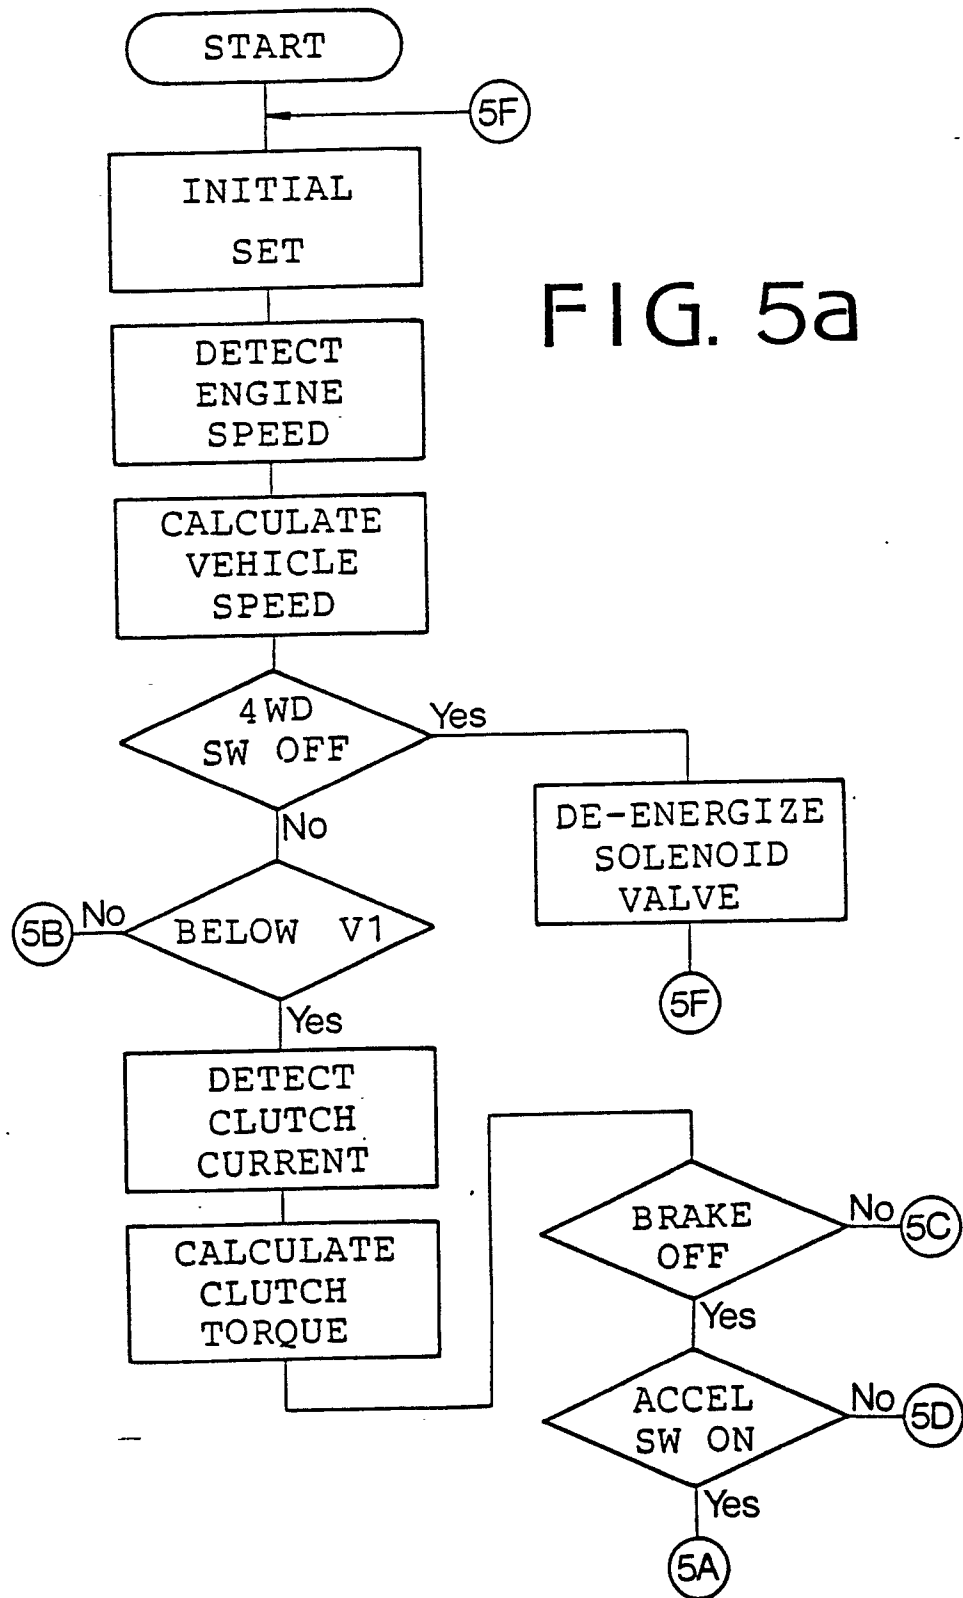 START
5F
INITIAL
SET
FIG. 5a
DETECT
ENGINE
SPEED
CALCULATE
VEHICLE
SPEED
4WD
SW OFF
Yes
No
DE-ENERGIZE
SOLENOID
VALVE
5F
5B
No
BELOW V1
Yes
DETECT
CLUTCH
CURRENT
CALCULATE
CLUTCH
TORQUE
BRAKE
OFF
No
5C
Yes
ACCEL
SW ON
No
5D
Yes
5A